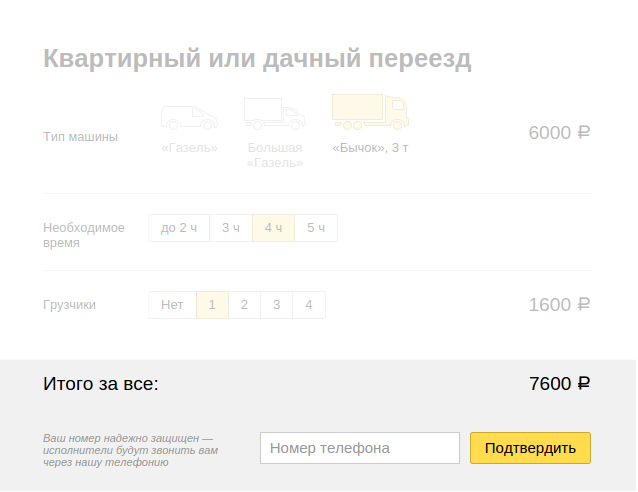 Квартирный или дачный переезд
Тип машины
«Газель»
Большая
«Газель»
«Бычок», 3 т
6000 ₽
Необходимое
время
до 2 ч 3 ч 4 ч 5 ч
Грузчики
Нет 1 2 3 4
1600 ₽
Итого за все:
7600 ₽
Ваш номер надежно защищен —
исполнители будут звонить вам
через нашу телефонию
Номер телефона
Подтвердить